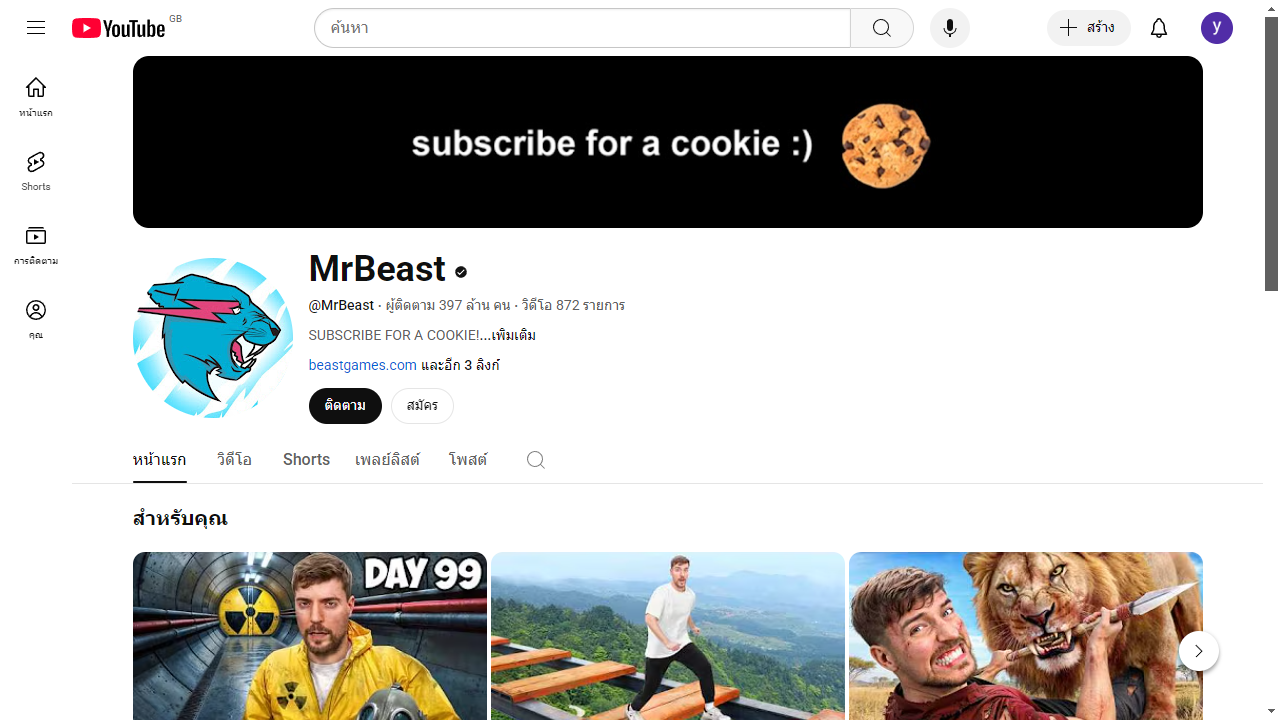 YouTube GB
ค้นหา
สร้าง
y
หน้าแรก
Shorts
การติดตาม
คุณ
subscribe for a cookie :)
MrBeast
@MrBeast • ผู้ติดตาม 397 ล้าน คน • วิดีโอ 872 รายการ
SUBSCRIBE FOR A COOKIE!...เพิ่มเติม
beastgames.com และอีก 3 ลิงก์
ติดตาม สมัคร
หน้าแรก วิดีโอ Shorts เพลย์ลิสต์ โพสต์
สำหรับคุณ
DAY 99